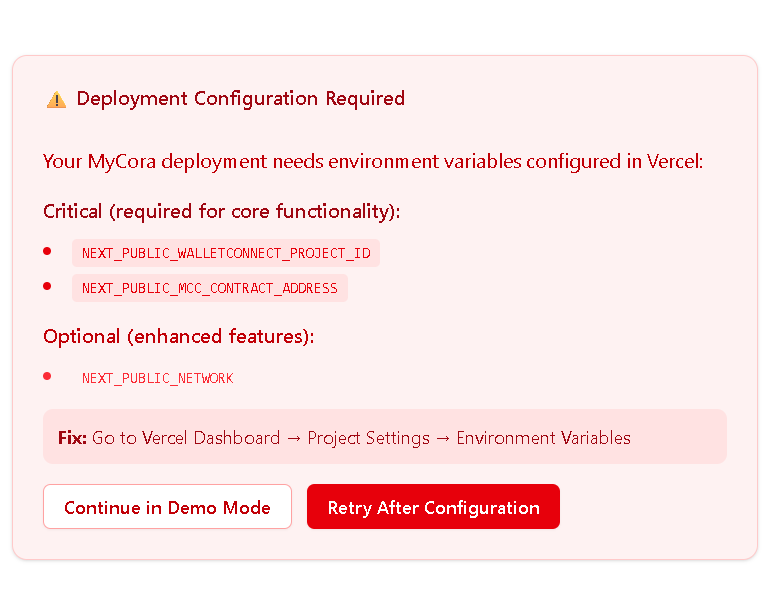 ⚠️ Deployment Configuration Required
Your MyCora deployment needs environment variables configured in Vercel:
Critical (required for core functionality):
• NEXT_PUBLIC_WALLETCONNECT_PROJECT_ID
• NEXT_PUBLIC_MCC_CONTRACT_ADDRESS
Optional (enhanced features):
• NEXT_PUBLIC_NETWORK
Fix: Go to Vercel Dashboard → Project Settings → Environment Variables
Continue in Demo Mode
Retry After Configuration